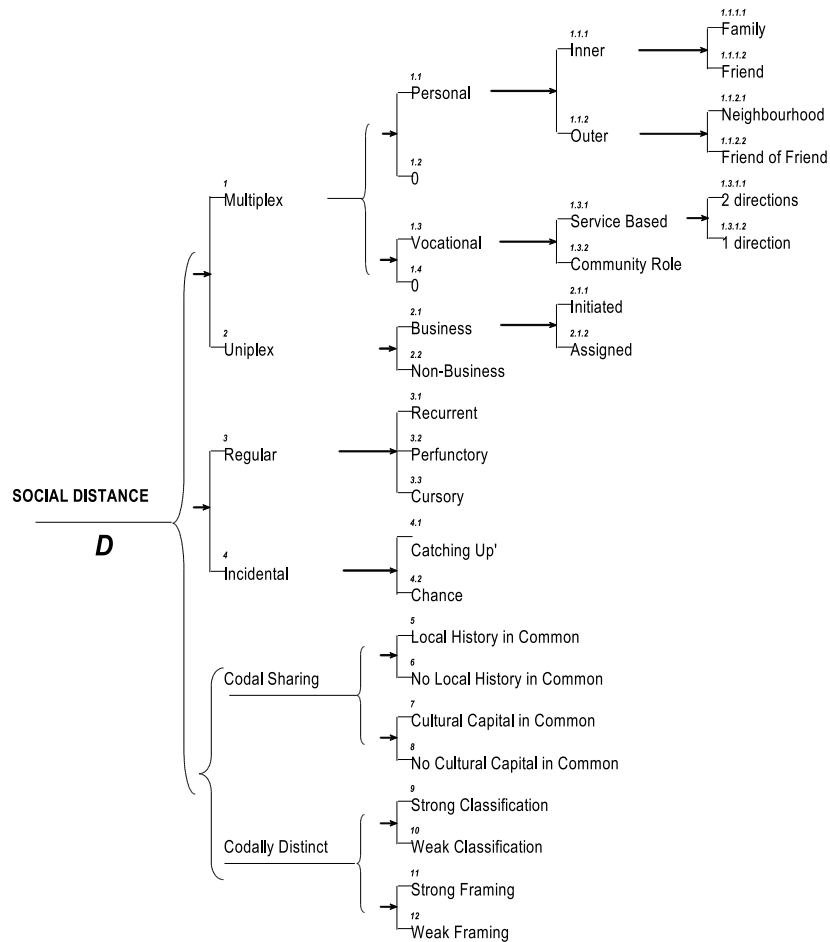 1.1.1.1
Family
1.1.1
Inner
1.1.1.2
Friend
1.1
Personal
1.1.2.1
Neighbourhood
1.1.2
Outer
1.1.2.2
Friend of Friend
1.2
0
1
Multiplex
1.3.1.1
2 directions
1.3.1
Service Based
1.3
Vocational
1.3.1.2
1 direction
1.3.2
Community Role
1.4
0
2.1.1
Initiated
2.1
Business
2
Uniplex
2.1.2
Assigned
2.2
Non-Business
3.1
Recurrent
3
Regular
3.2
Perfunctory
3.3
Cursory
SOCIAL DISTANCE
D
4.1
Catching Up'
4
Incidental
4.2
Chance
5
Local History in Common
Codal Sharing
6
No Local History in Common
7
Cultural Capital in Common
8
No Cultural Capital in Common
9
Strong Classification
Codally Distinct
10
Weak Classification
11
Strong Framing
12
Weak Framing